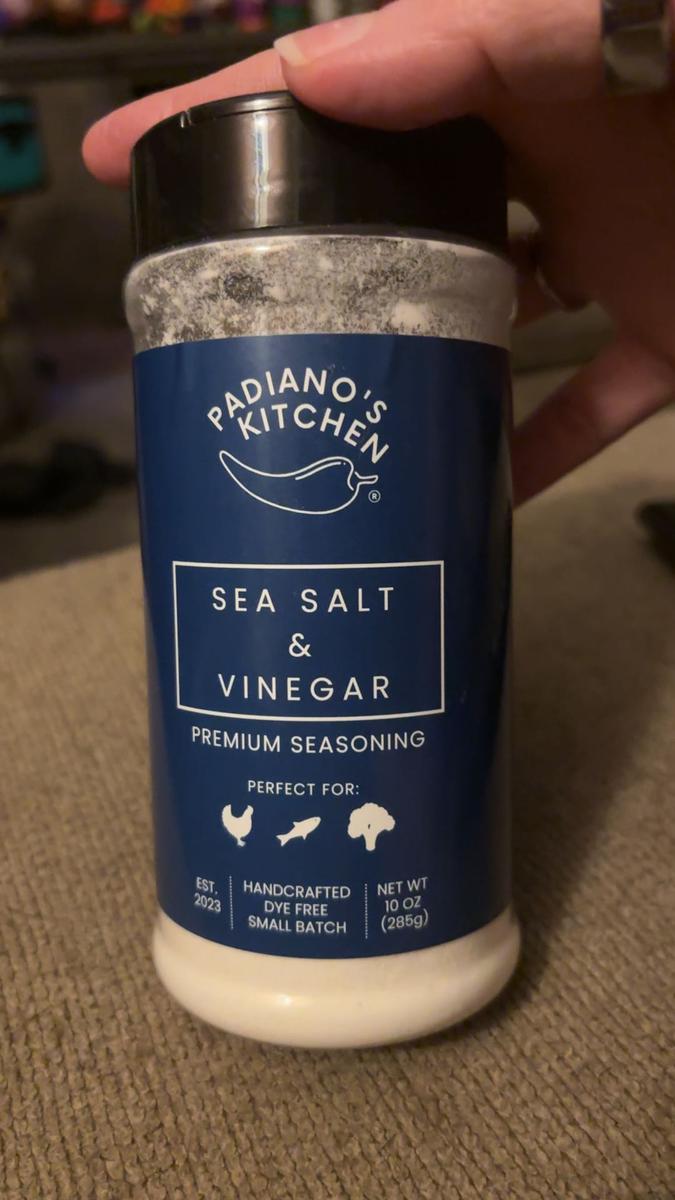 PADIANO'S
KITCHEN
®
SEA SALT
&
VINEGAR
PREMIUM SEASONING
PERFECT FOR:
EST.
2023
HANDCRAFTED
DYE FREE
SMALL BATCH
NET WT
10 OZ
(285g)